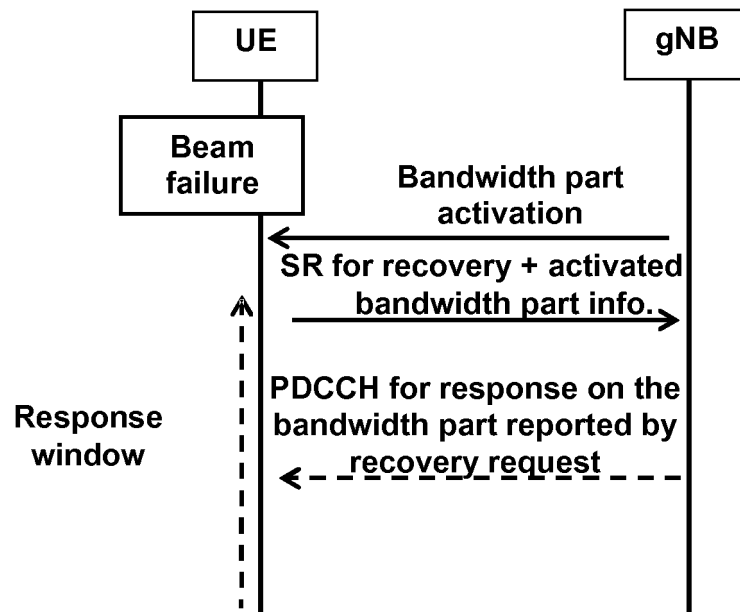 UE
gNB
Beam
failure
Bandwidth part
activation
SR for recovery + activated
bandwidth part info.
PDCCH for response on the
bandwidth part reported by
recovery request
Response
window